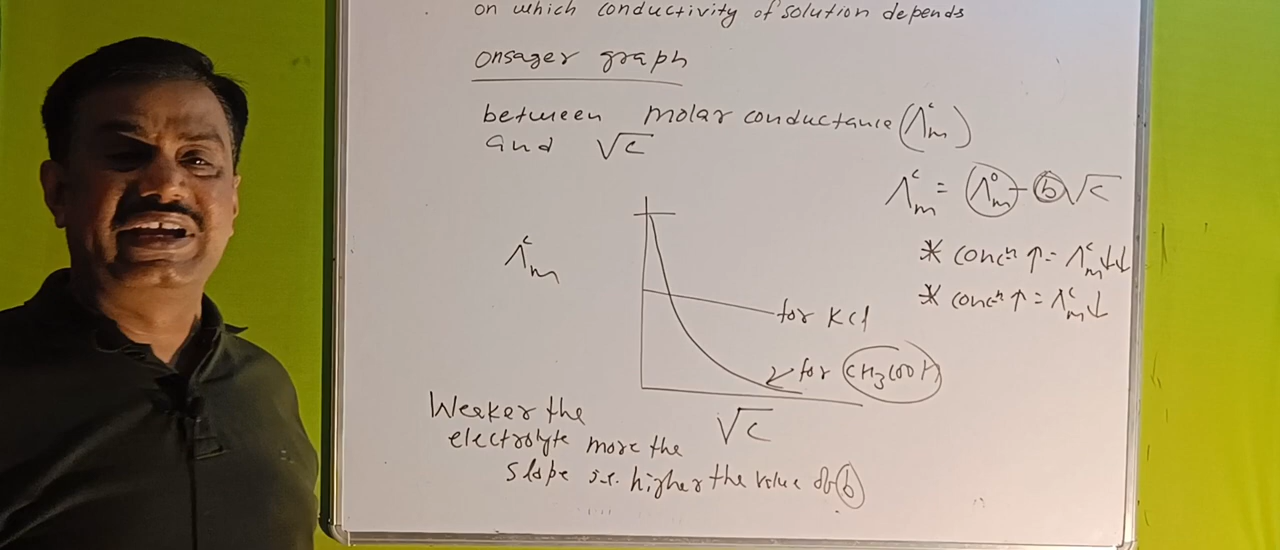 on which conductivity of solution depends
onsager graph
between molar conductance (Λᶜm)
and √c
Λᶜm = Λ°m - b√c
* concⁿ ↑ = Λᶜm ↓↓
* concⁿ ↑ = Λᶜm ↓
Λᶜm
for KCl
for CH3COOH
√c
Weaker the
electrolyte more the
slope i.e. higher the value of b